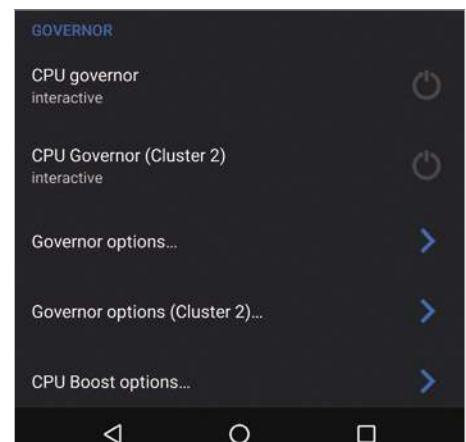 GOVERNOR
CPU governor
interactive
CPU Governor (Cluster 2)
interactive
Governor options...
Governor options (Cluster 2)...
CPU Boost options...